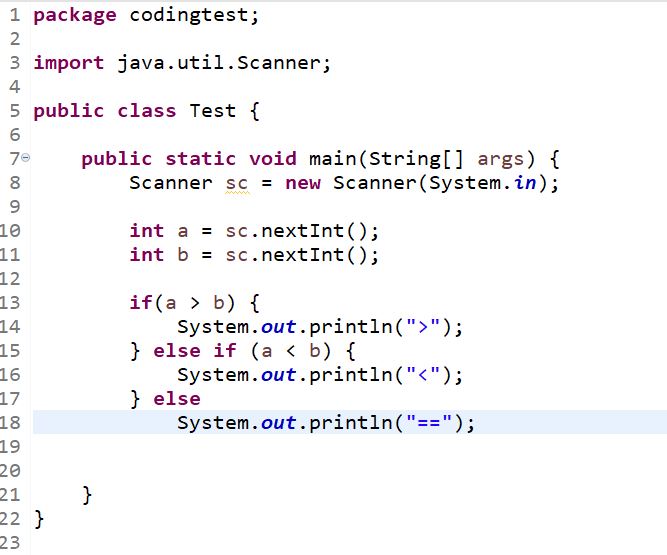 1 package codingtest;
2
3 import java.util.Scanner;
4
5 public class Test {
6
7 public static void main(String[] args) {
8 Scanner sc = new Scanner(System.in);
9
10 int a = sc.nextInt();
11 int b = sc.nextInt();
12
13 if(a > b) {
14 System.out.println(">");
15 } else if (a < b) {
16 System.out.println("<");
17 } else
18 System.out.println("==");
19
20
21 }
22 }
23